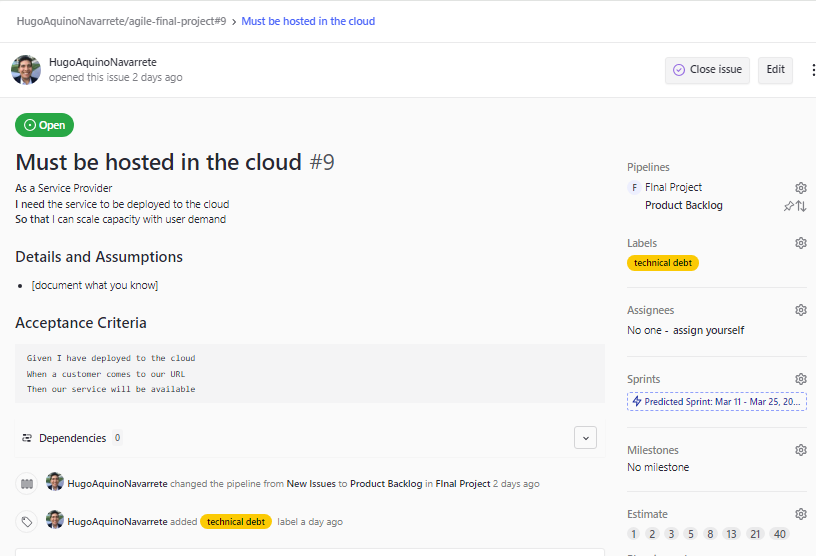 HugoAquinoNavarrete/agile-final-project#9 > Must be hosted in the cloud
HugoAquinoNavarrete
opened this issue 2 days ago
Close issue
Edit
Open
Must be hosted in the cloud #9
As a Service Provider
I need the service to be deployed to the cloud
So that I can scale capacity with user demand
Details and Assumptions
• [document what you know]
Acceptance Criteria
Given I have deployed to the cloud
When a customer comes to our URL
Then our service will be available
Dependencies 0
HugoAquinoNavarrete changed the pipeline from New Issues to Product Backlog in FInal Project 2 days ago
HugoAquinoNavarrete added technical debt label a day ago
Pipelines
F FInal Project
Product Backlog
Labels
technical debt
Assignees
No one - assign yourself
Sprints
Predicted Sprint: Mar 11 - Mar 25, 20...
Milestones
No milestone
Estimate
1 2 3 5 8 13 21 40